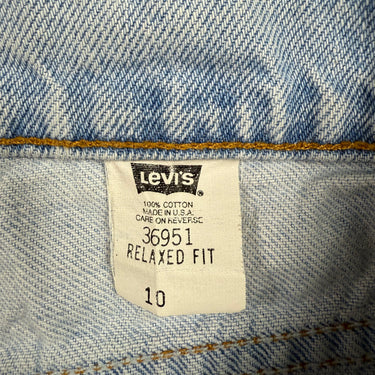 LEVI'S ®
100% COTTON
MADE IN U.S.A.
CARE ON REVERSE
36951
RELAXED FIT
10